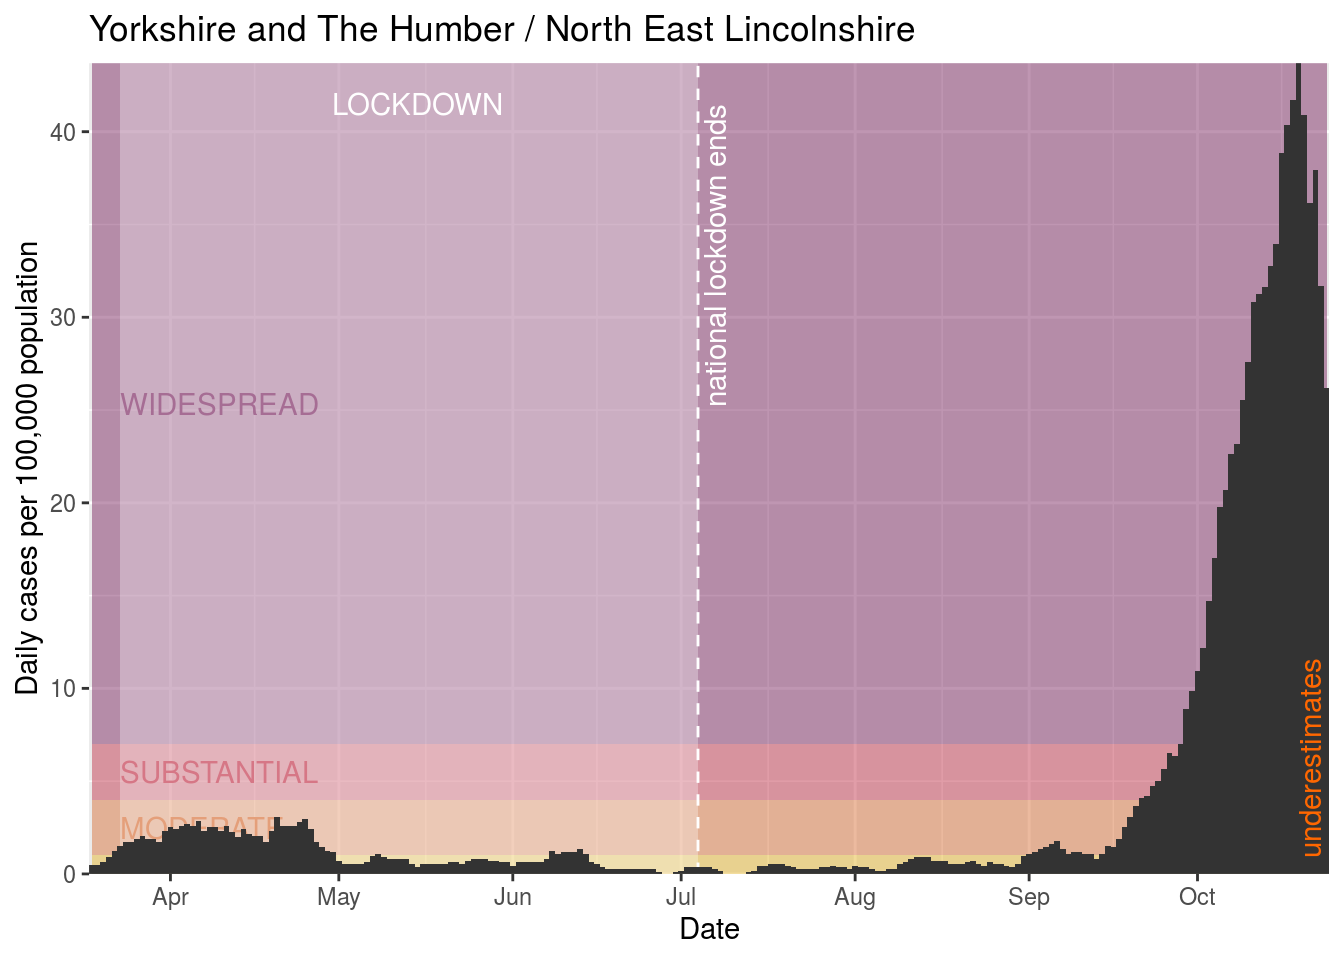 Yorkshire and The Humber / North East Lincolnshire
LOCKDOWN
national lockdown ends
WIDESPREAD
SUBSTANTIAL
MODERATE
underestimates
Daily cases per 100,000 population
40
30
20
10
0
Apr May Jun Jul Aug Sep Oct
Date